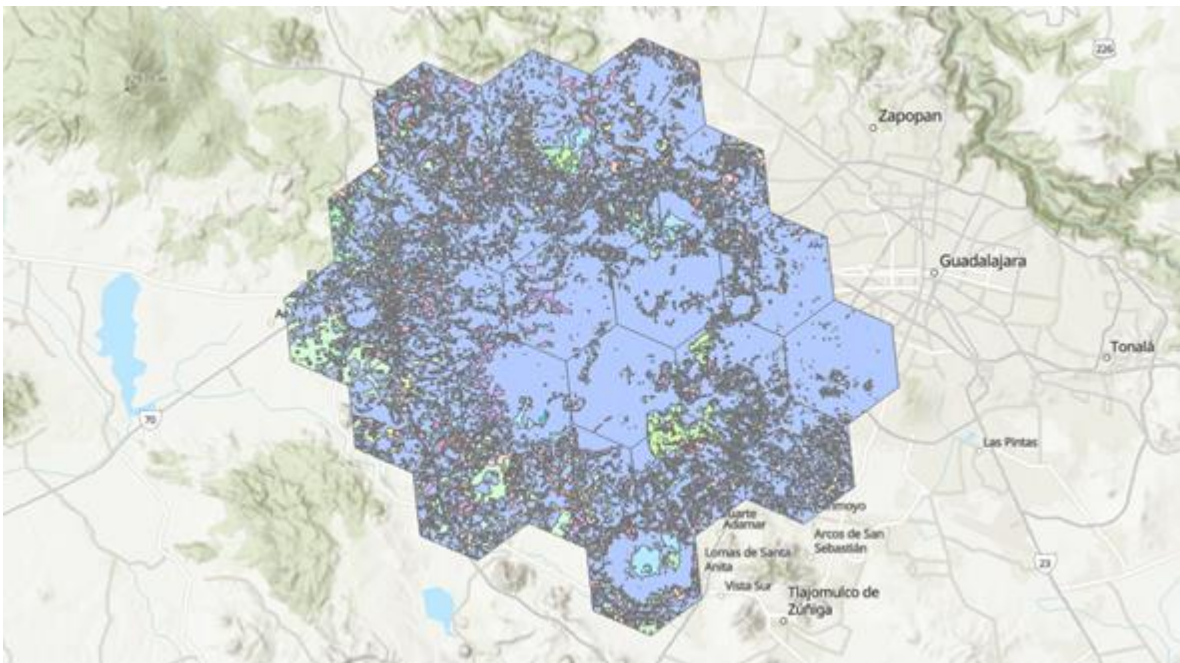 226
Zapopan
Guadalajara
Tonalá
70
Las Pintas
Adamar
Arcos de San
Sebastián
Lomas de Santa
Anita
23
Vista Sur
Tlajomulco de
Zúñiga